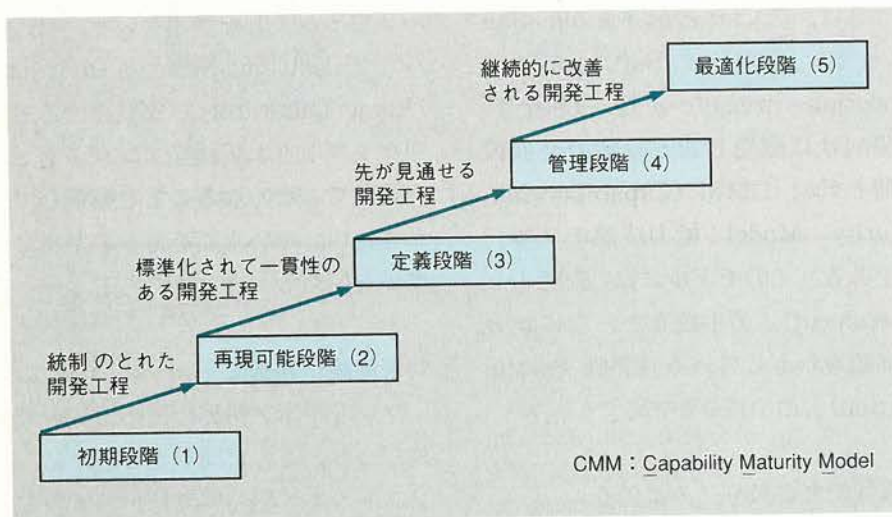 継続的に改善
される開発工程
最適化段階（5）
先が見通せる
開発工程
管理段階（4）
標準化されて一貫性の
ある開発工程
定義段階（3）
統制 のとれた
開発工程
再現可能段階（2）
初期段階（1）
CMM：Capability Maturity Model